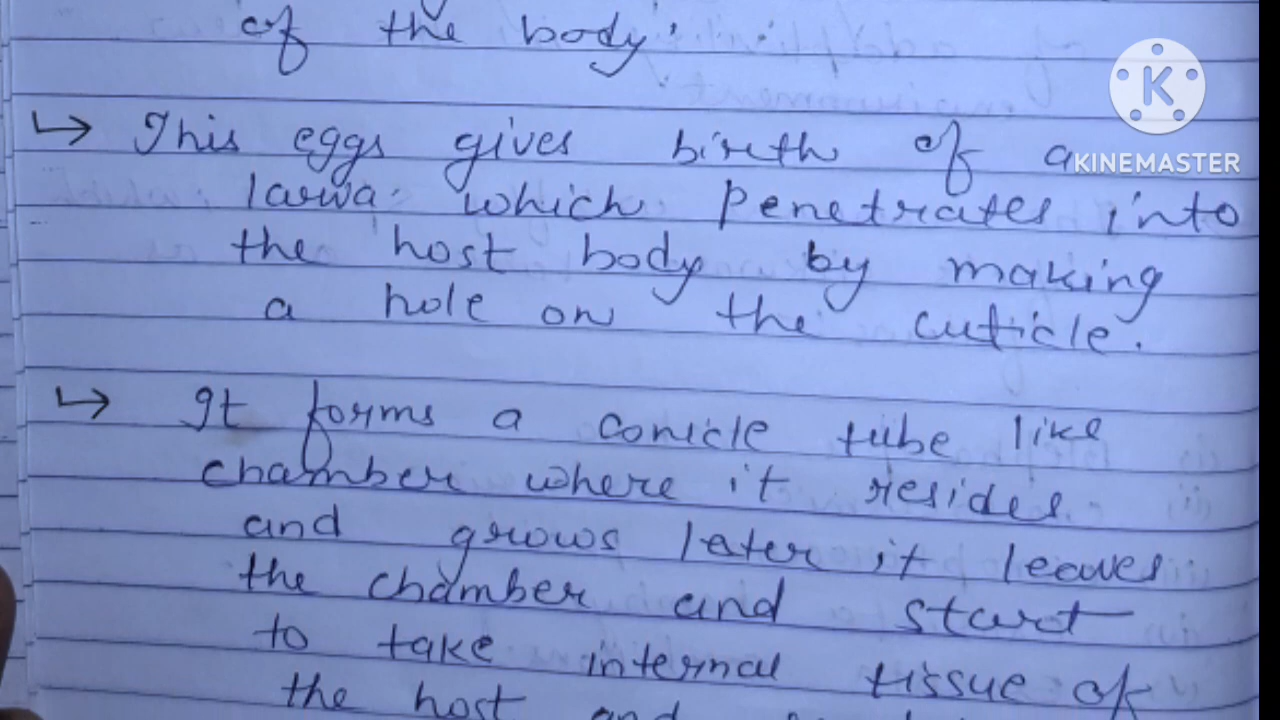 of the body.
↳ This eggs gives birth of a
larva which penetrates into
the host body by making
a hole on the cuticle.
↳ It forms a conicle tube like
chamber where it resides
and grows later it leaves
the chamber and start
to take internal tissue of
the host and
K
KINEMASTER